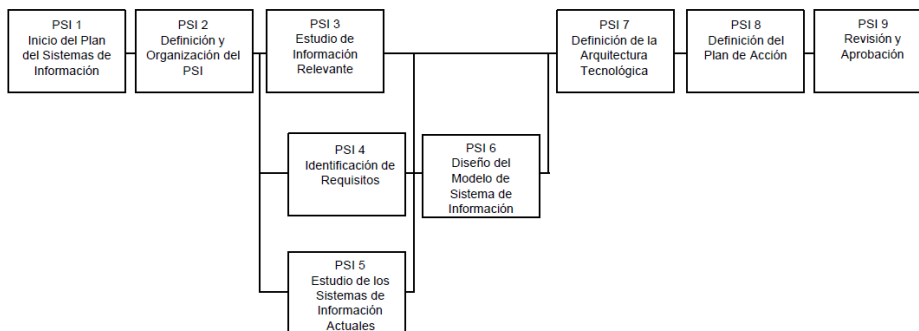 PSI 1
Inicio del Plan
del Sistemas de
Información
PSI 2
Definición y
Organización del
PSI
PSI 3
Estudio de
Información
Relevante
PSI 7
Definición de la
Arquitectura
Tecnológica
PSI 8
Definición del
Plan de Acción
PSI 9
Revisión y
Aprobación
PSI 4
Identificación de
Requisitos
PSI 6
Diseño del
Modelo de
Sistema de
Información
PSI 5
Estudio de los
Sistemas de
Información
Actuales